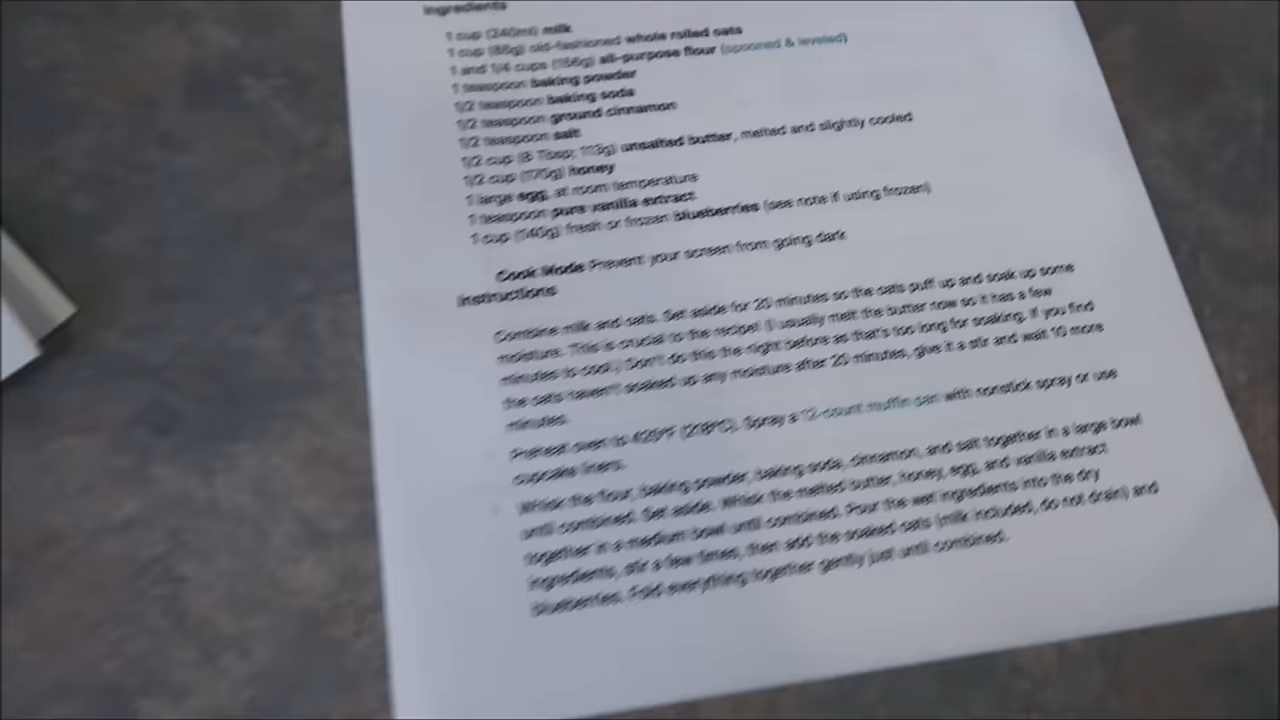 Ingredients
1 cup (240ml) milk
1 cup (85g) old-fashioned whole rolled oats
1 and 1/4 cups (156g) all-purpose flour (spooned & leveled)
1 teaspoon baking powder
1/2 teaspoon baking soda
1/2 teaspoon ground cinnamon
1/2 teaspoon salt
1/2 cup (8 Tbsp; 113g) unsalted butter, melted and slightly cooled
1/2 cup (170g) honey
1 large egg, at room temperature
1 teaspoon pure vanilla extract
1 cup (140g) fresh or frozen blueberries (see note if using frozen)
Cook Mode Prevent your screen from going dark
Instructions
Combine milk and oats. Set aside for 20 minutes so the oats puff up and soak up some
moisture. This is crucial to the recipe! (I usually melt the butter now so it has a few
minutes to cool.) Don't do this the night before as that's too long for soaking. If you find
the oats haven't soaked up any moisture after 20 minutes, give it a stir and wait 10 more
minutes.
Preheat oven to 425°F (218°C). Spray a 12-count muffin pan with nonstick spray or use
cupcake liners.
Whisk the flour, baking powder, baking soda, cinnamon, and salt together in a large bowl
until combined. Set aside. Whisk the melted butter, honey, egg, and vanilla extract
together in a medium bowl until combined. Pour the wet ingredients into the dry
ingredients, stir a few times, then add the soaked oats (milk included, do not drain) and
blueberries. Fold everything together gently just until combined.